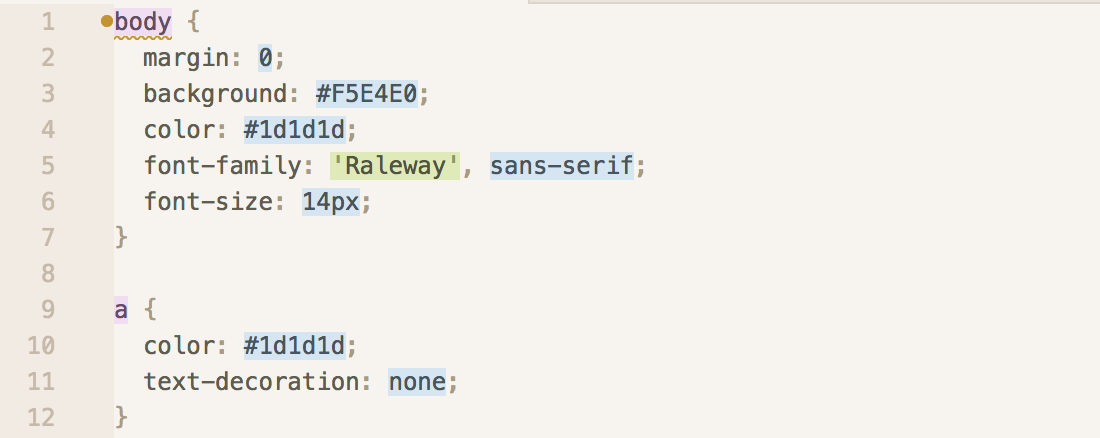 1 body {
2   margin: 0;
3   background: #F5E4E0;
4   color: #1d1d1d;
5   font-family: 'Raleway', sans-serif;
6   font-size: 14px;
7 }
8
9 a {
10   color: #1d1d1d;
11   text-decoration: none;
12 }